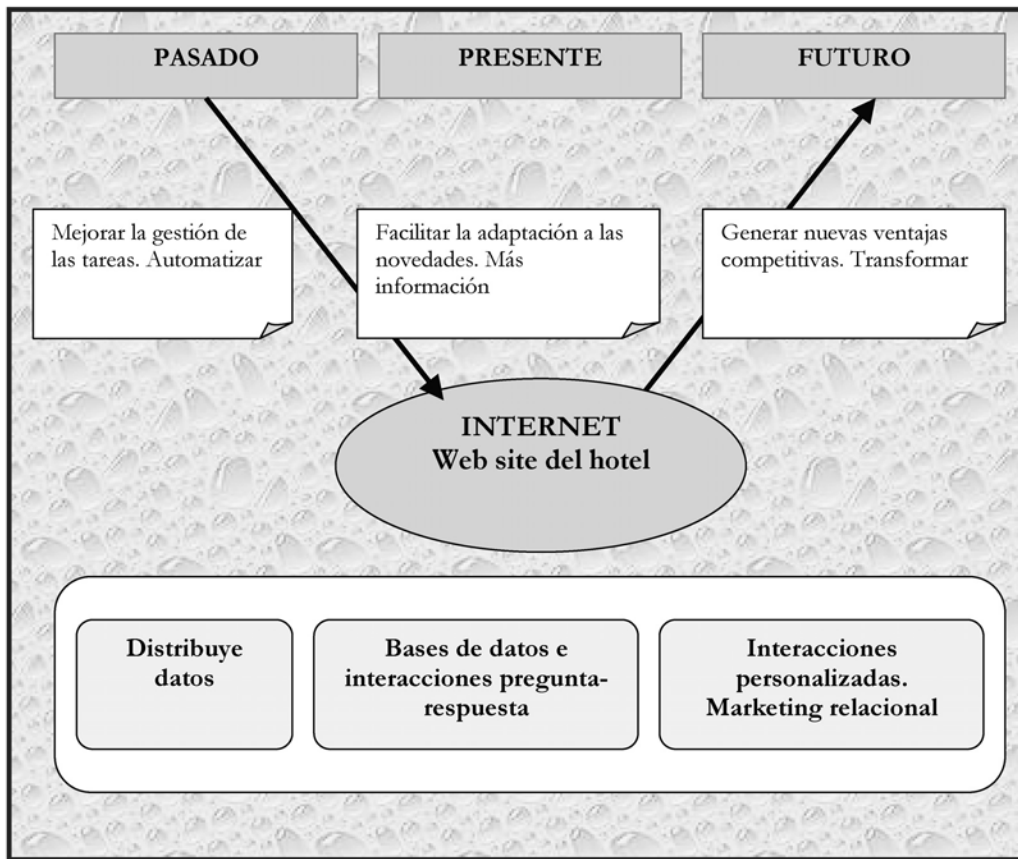 PASADO
PRESENTE
FUTURO
Mejorar la gestión de
las tareas. Automatizar
Facilitar la adaptación a las
novedades. Más
información
Generar nuevas ventajas
competitivas. Transformar
INTERNET
Web site del hotel
Distribuye
datos
Bases de datos e
interacciones pregunta-
respuesta
Interacciones
personalizadas.
Marketing relacional